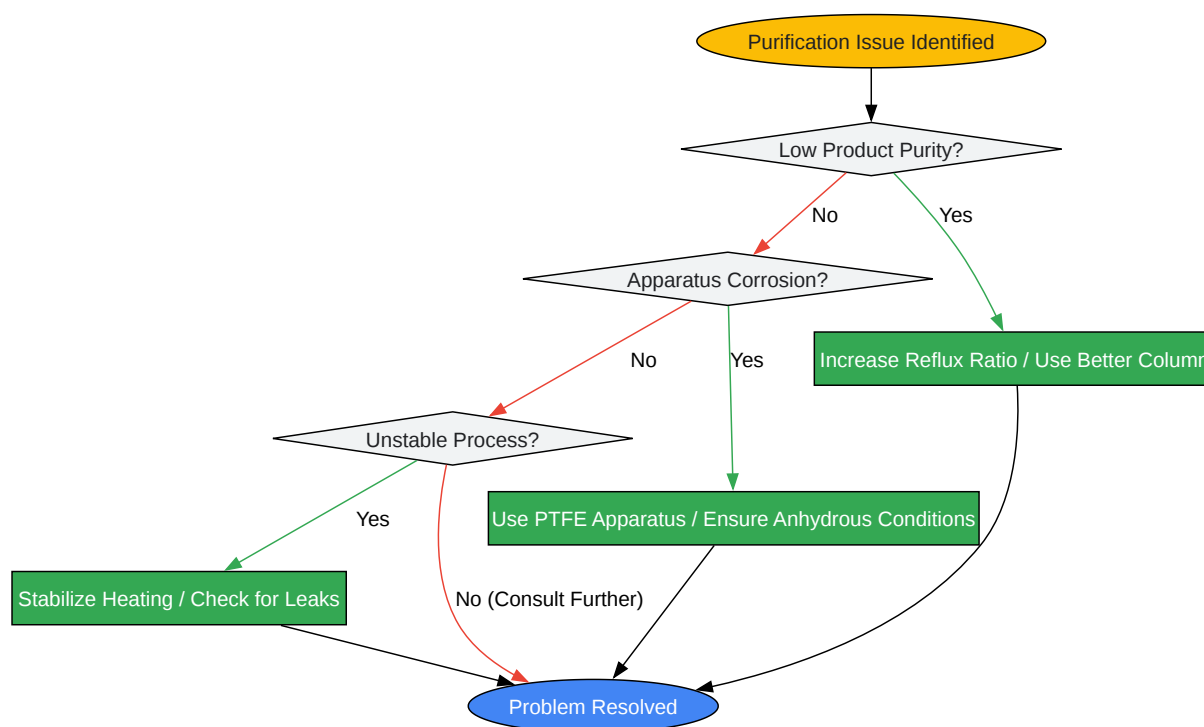 Purification Issue Identified
Low Product Purity?
No
Yes
Apparatus Corrosion?
No
Yes
Increase Reflux Ratio / Use Better Column
Unstable Process?
Yes
Use PTFE Apparatus / Ensure Anhydrous Conditions
Stabilize Heating / Check for Leaks
No (Consult Further)
Problem Resolved